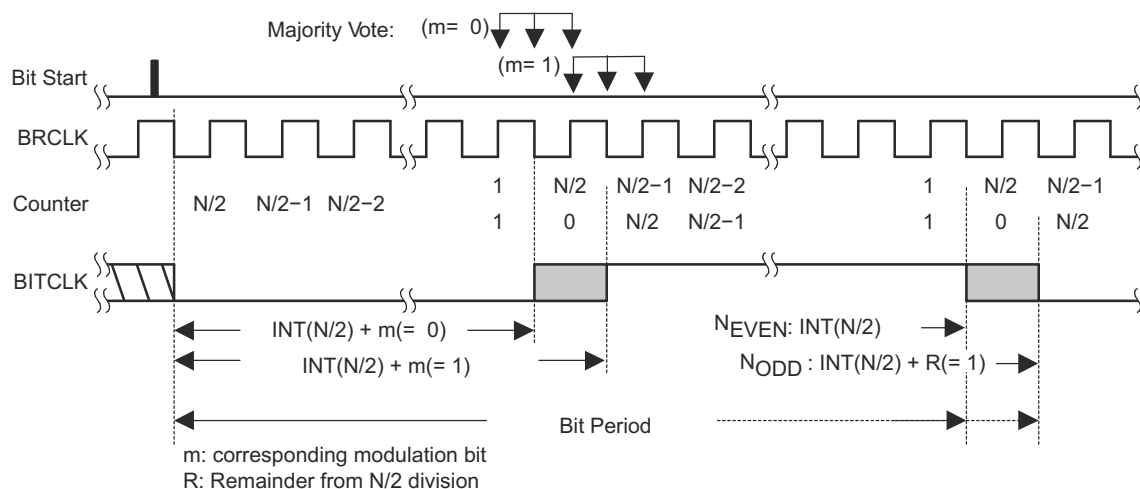 Majority Vote: (m= 0)
(m= 1)
Bit Start
BRCLK
1 N/2 N/2−1 N/2−2 1 N/2 N/2−1
Counter N/2 N/2−1 N/2−2
1 0 N/2 N/2−1 1 0 N/2
BITCLK
INT(N/2) + m(= 0) NEVEN: INT(N/2)
INT(N/2) + m(= 1) NODD : INT(N/2) + R(= 1)
Bit Period
m: corresponding modulation bit
R: Remainder from N/2 division